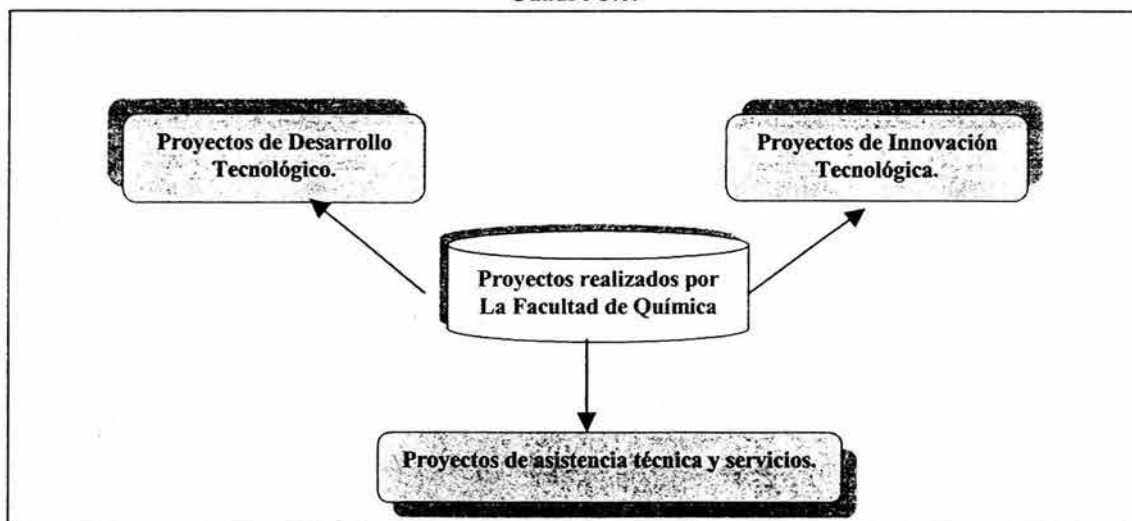 Proyectos de Desarrollo
Tecnológico.
Proyectos de Innovación
Tecnológica.
Proyectos realizados por
La Facultad de Química
Proyectos de asistencia técnica y servicios.